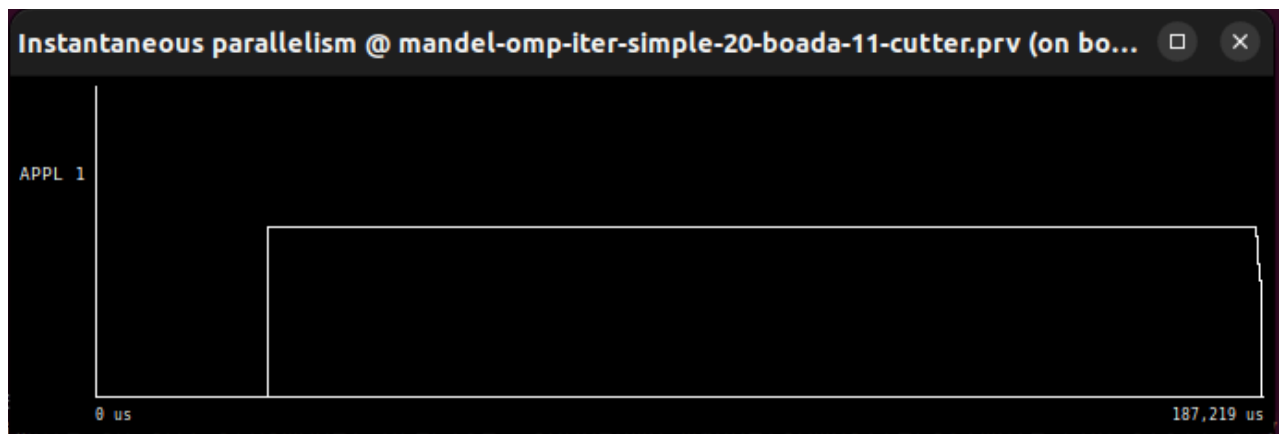 Instantaneous parallelism @ mandel-omp-iter-simple-20-boada-11-cutter.prv (on bo...
APPL 1
0 us
187,219 us